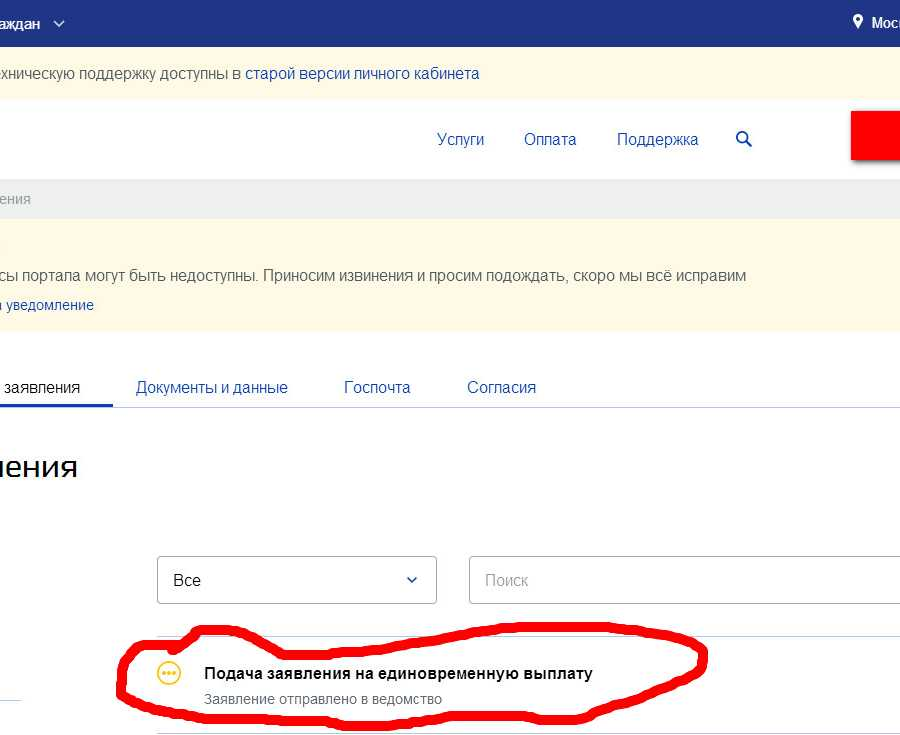 аждан
Мос
хническую поддержку доступны в старой версии личного кабинета
Услуги Оплата Поддержка
ения
сы портала могут быть недоступны. Приносим извинения и просим подождать, скоро мы всё исправим
а уведомление
заявления Документы и данные Госпочта Согласия
ления
Все Поиск
Подача заявления на единовременную выплату
Заявление отправлено в ведомство